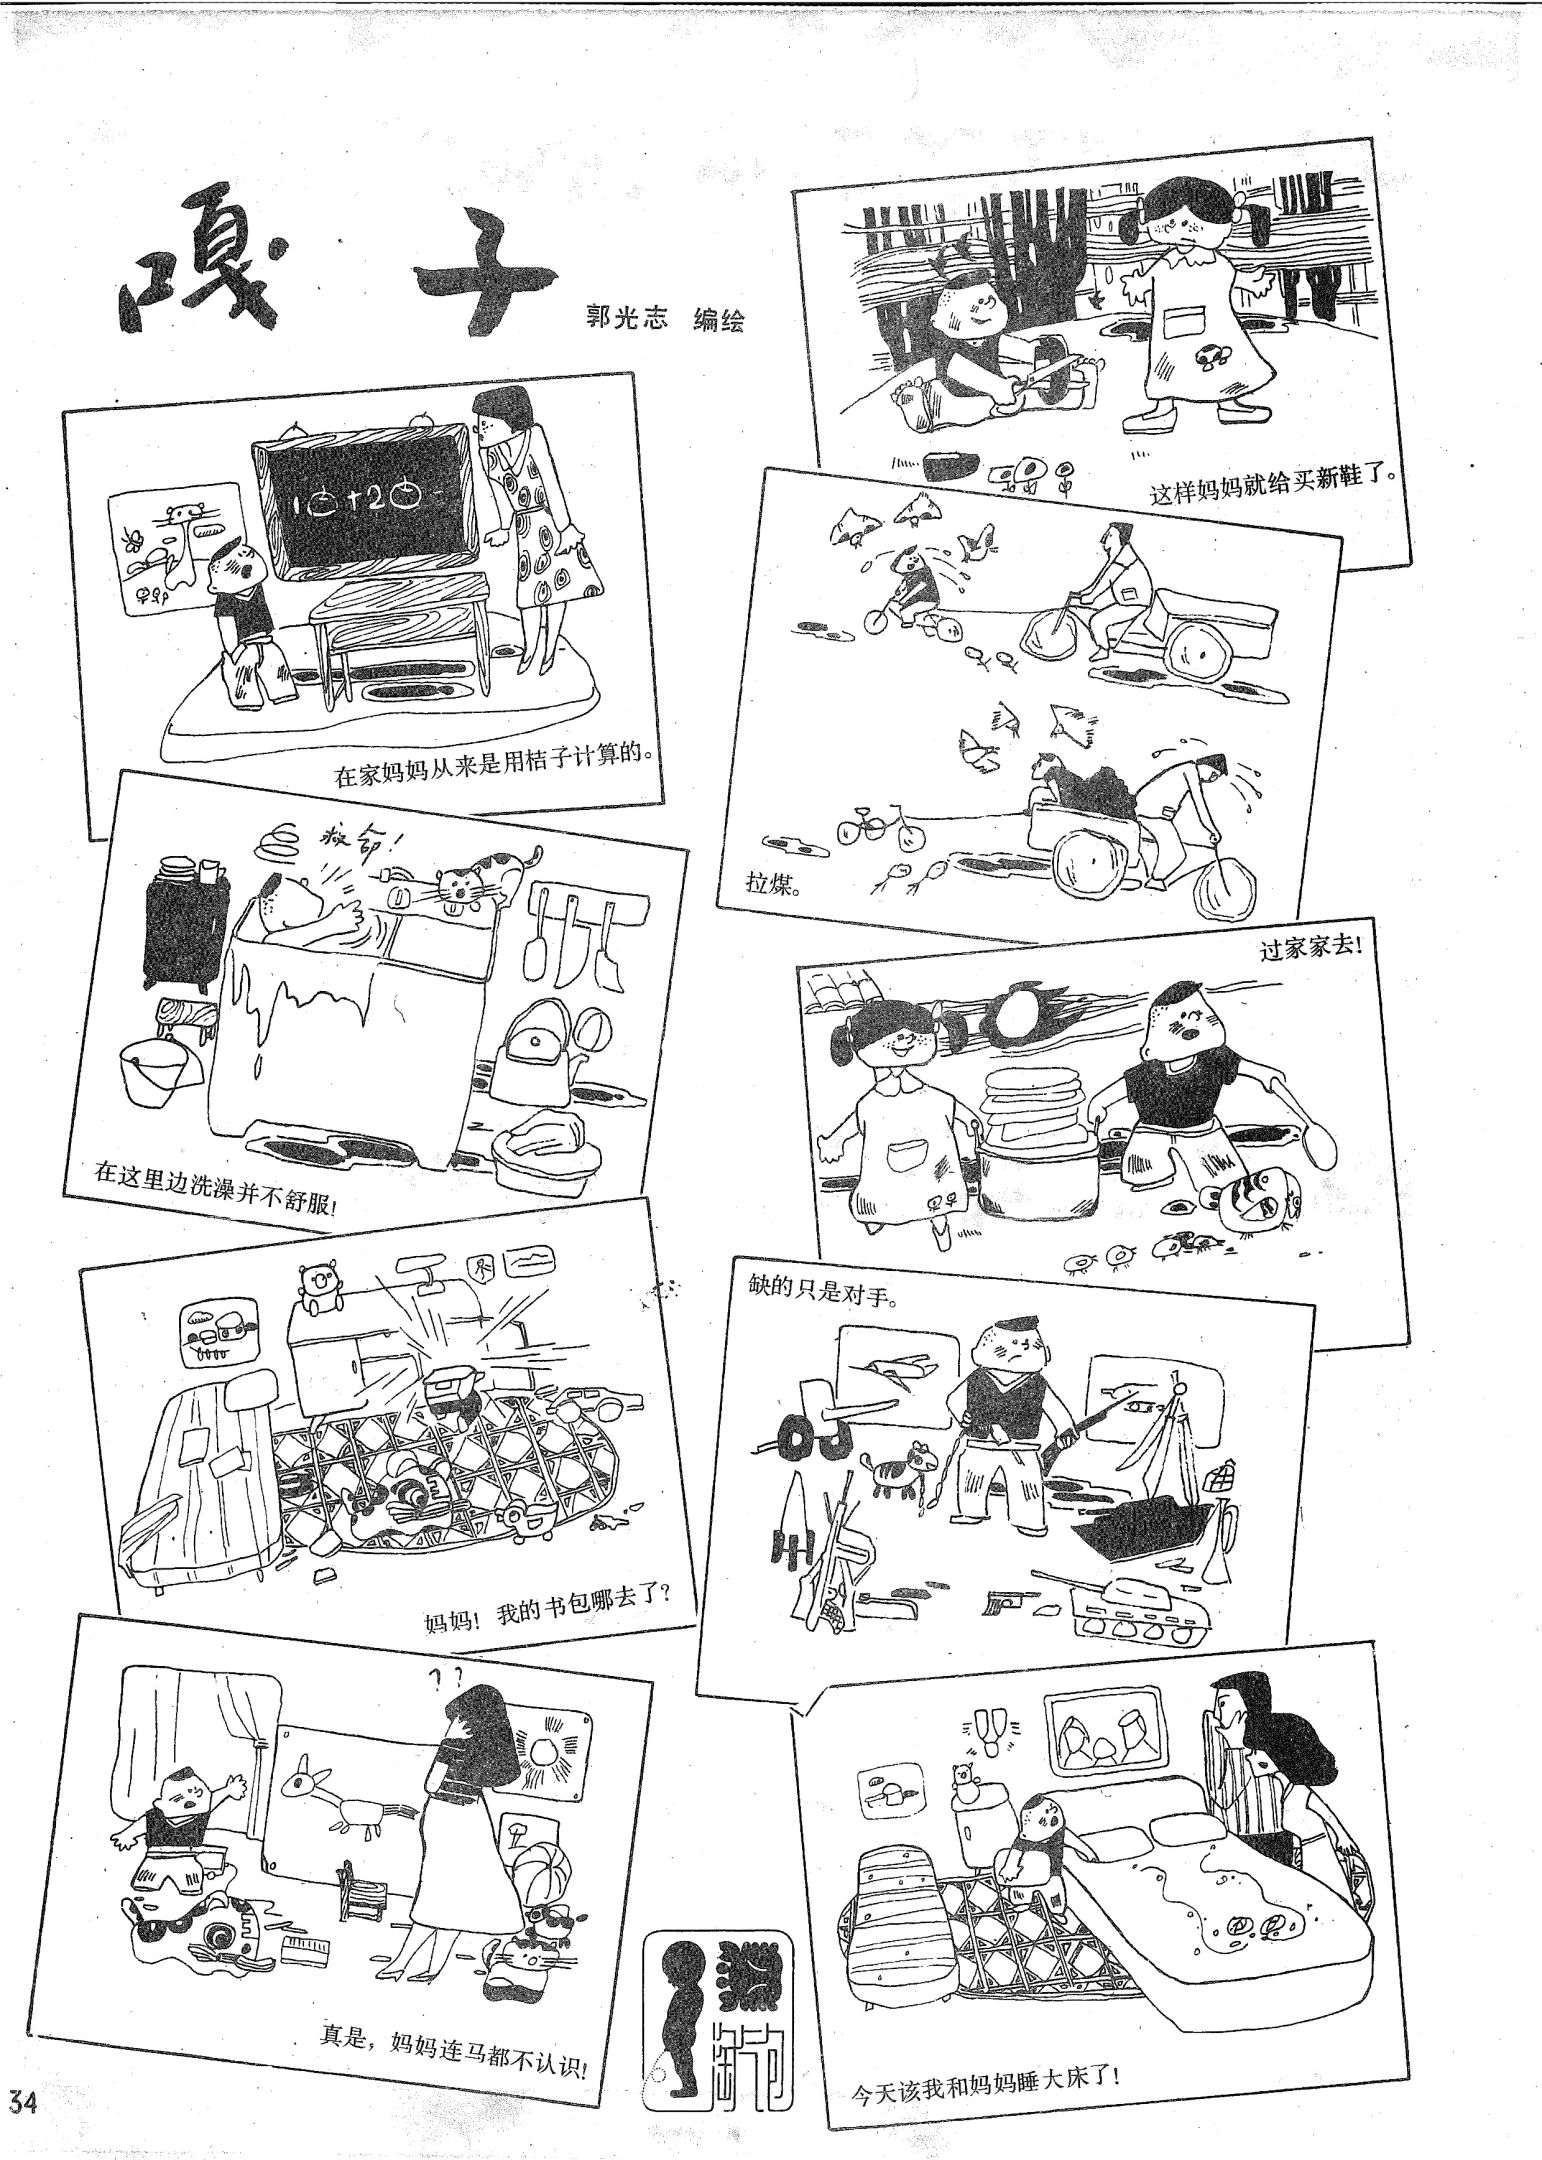 嘎子
郭光志 编绘
10+20=
在家妈妈从来是用桔子计算的。
救命!
在这里边洗澡并不舒服!
妈妈! 我的书包哪去了?
??
真是，妈妈连马都不认识!
这样妈妈就给买新鞋了。
拉煤。
过家家去!
缺的只是对手。
今天该我和妈妈睡大床了!
34